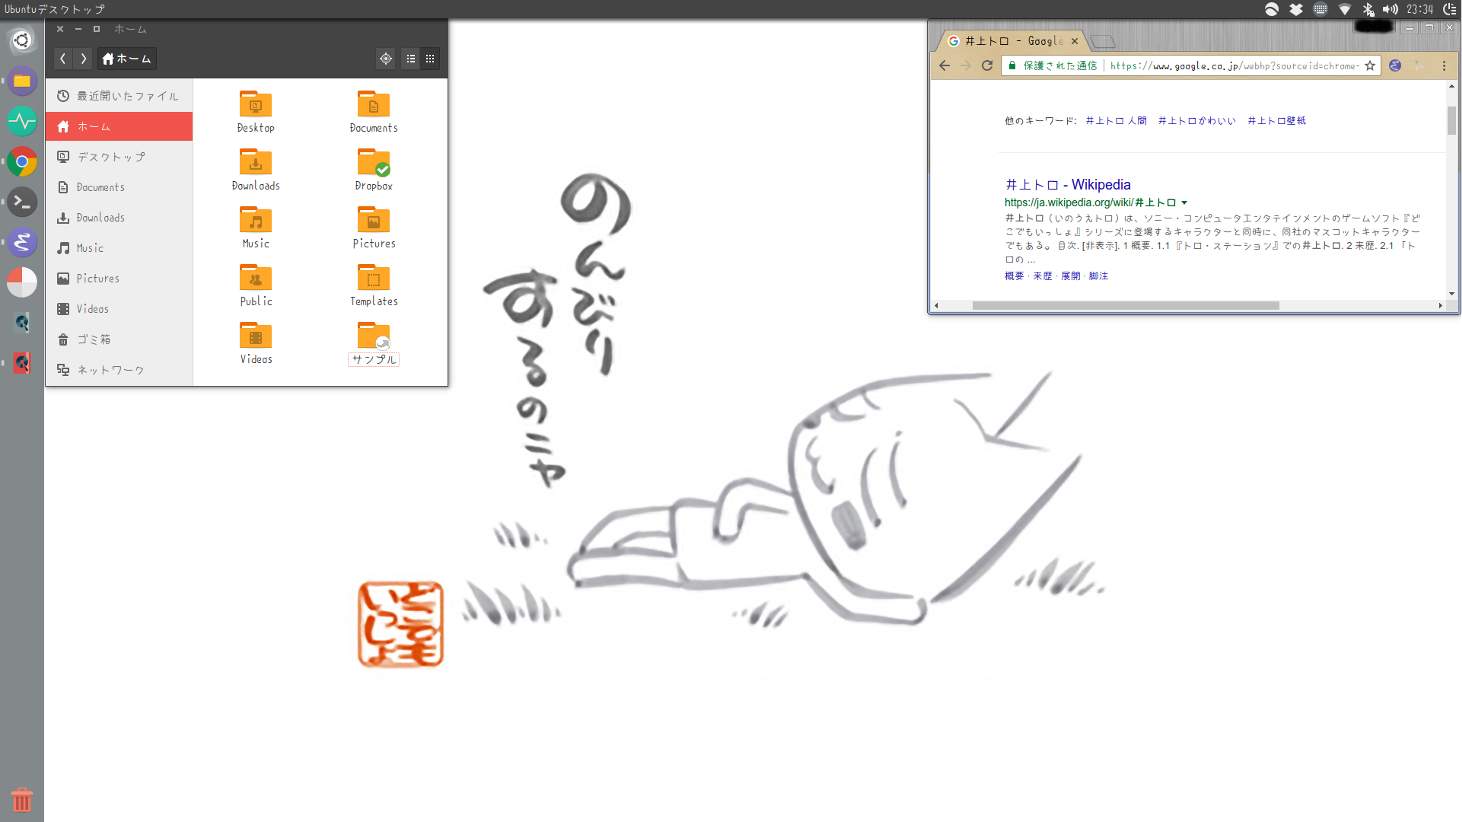 Ubuntuデスクトップ
23:34
ホーム
ホーム
最近開いたファイル
ホーム
デスクトップ
Documents
Downloads
Music
Pictures
Videos
ゴミ箱
ネットワーク
Desktop
Documents
Downloads
Dropbox
Music
Pictures
Public
Templates
Videos
サンプル
井上トロ - Google
保護された通信
https://www.google.co.jp/webhp?sourceid=chrome-
他のキーワード: 井上トロ 人間 井上トロかわいい 井上トロ壁紙
井上トロ - Wikipedia
https://ja.wikipedia.org/wiki/井上トロ
井上トロ（いのうえトロ）は、ソニー・コンピュータエンタテインメントのゲームソフト『ど
こでもいっしょ』シリーズに登場するキャラクターと同時に、同社のマスコットキャラクター
でもある。 目次. [非表示]. 1 概要. 1.1 『トロ・ステーション』での井上トロ. 2 来歴. 2.1 「ト
ロの ...
概要 · 来歴 · 展開 · 脚注
のんびり
するのニャ
どこでも
いっしょ